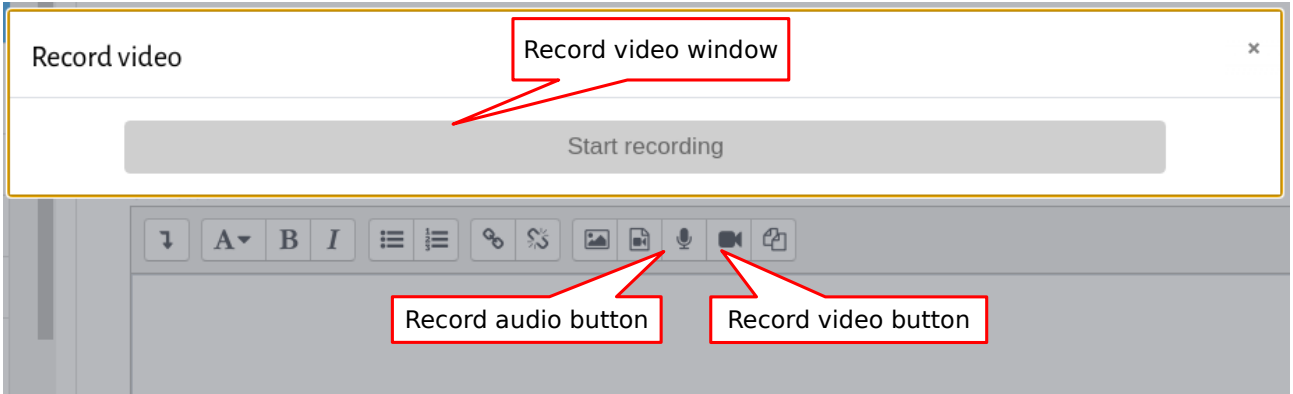 Record video window
Record video
×
Start recording
A B I
Record audio button
Record video button